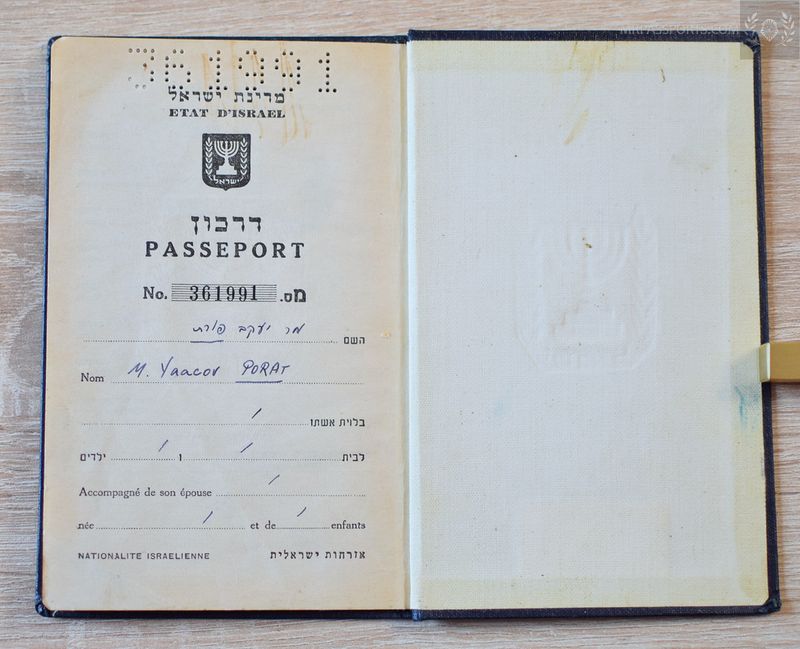 MRPASSPORTS.COM
361991
מדינת ישראל
ETAT D'ISRAEL
ישראל
דרכון
PASSEPORT
No. 361991 מס.
השם מר יעקב פורת
Nom M. Yaacov PORAT
בלוית אשתו /
לבית / ו / ילדים
Accompagné de son épouse /
née / et de / enfants
NATIONALITE ISRAELIENNE אזרחות ישראלית